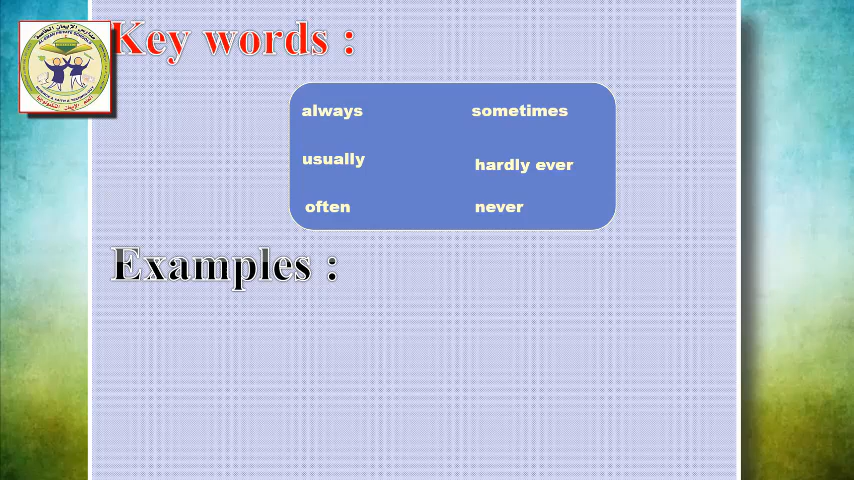 Key words :
always sometimes
usually hardly ever
often never
Examples :